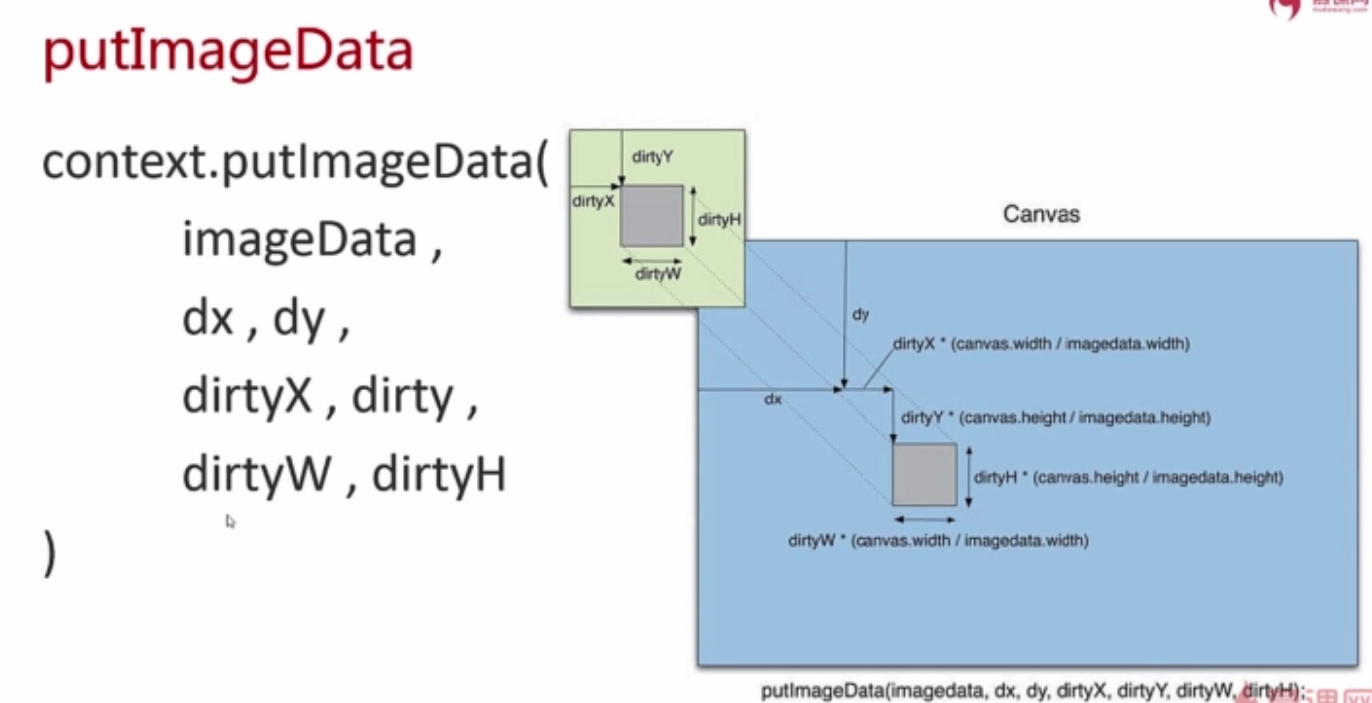 putImageData
context.putImageData(
imageData ,
dx , dy ,
dirtyX , dirty ,
dirtyW , dirtyH
)
dirtyY
dirtyX
dirtyH
dirtyW
Canvas
dy
dirtyX * (canvas.width / imagedata.width)
dx
dirtyY * (canvas.height / imagedata.height)
dirtyH * (canvas.height / imagedata.height)
dirtyW * (canvas.width / imagedata.width)
putImageData(imagedata, dx, dy, dirtyX, dirtyY, dirtyW, dirtyH);